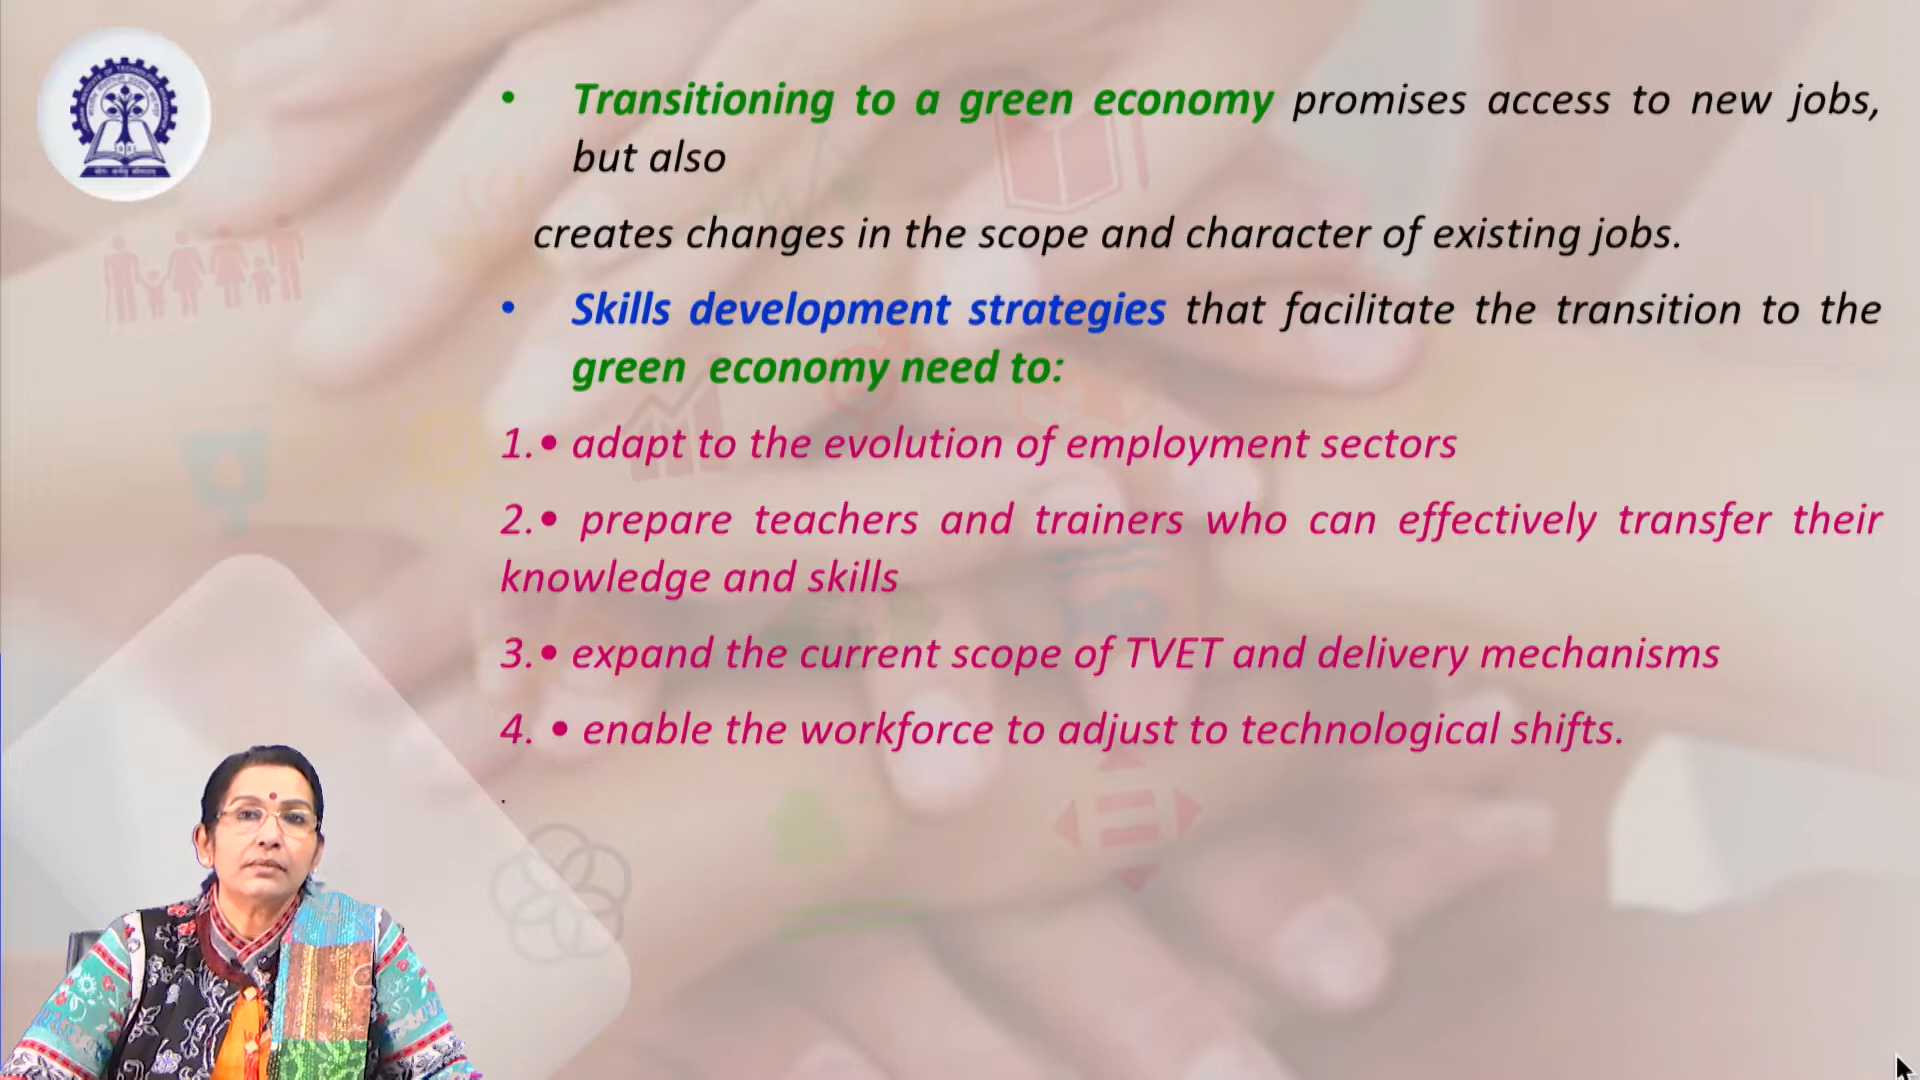 • Transitioning to a green economy promises access to new jobs,
but also
creates changes in the scope and character of existing jobs.
• Skills development strategies that facilitate the transition to the
green economy need to:
1.• adapt to the evolution of employment sectors
2.• prepare teachers and trainers who can effectively transfer their
knowledge and skills
3.• expand the current scope of TVET and delivery mechanisms
4. • enable the workforce to adjust to technological shifts.
.